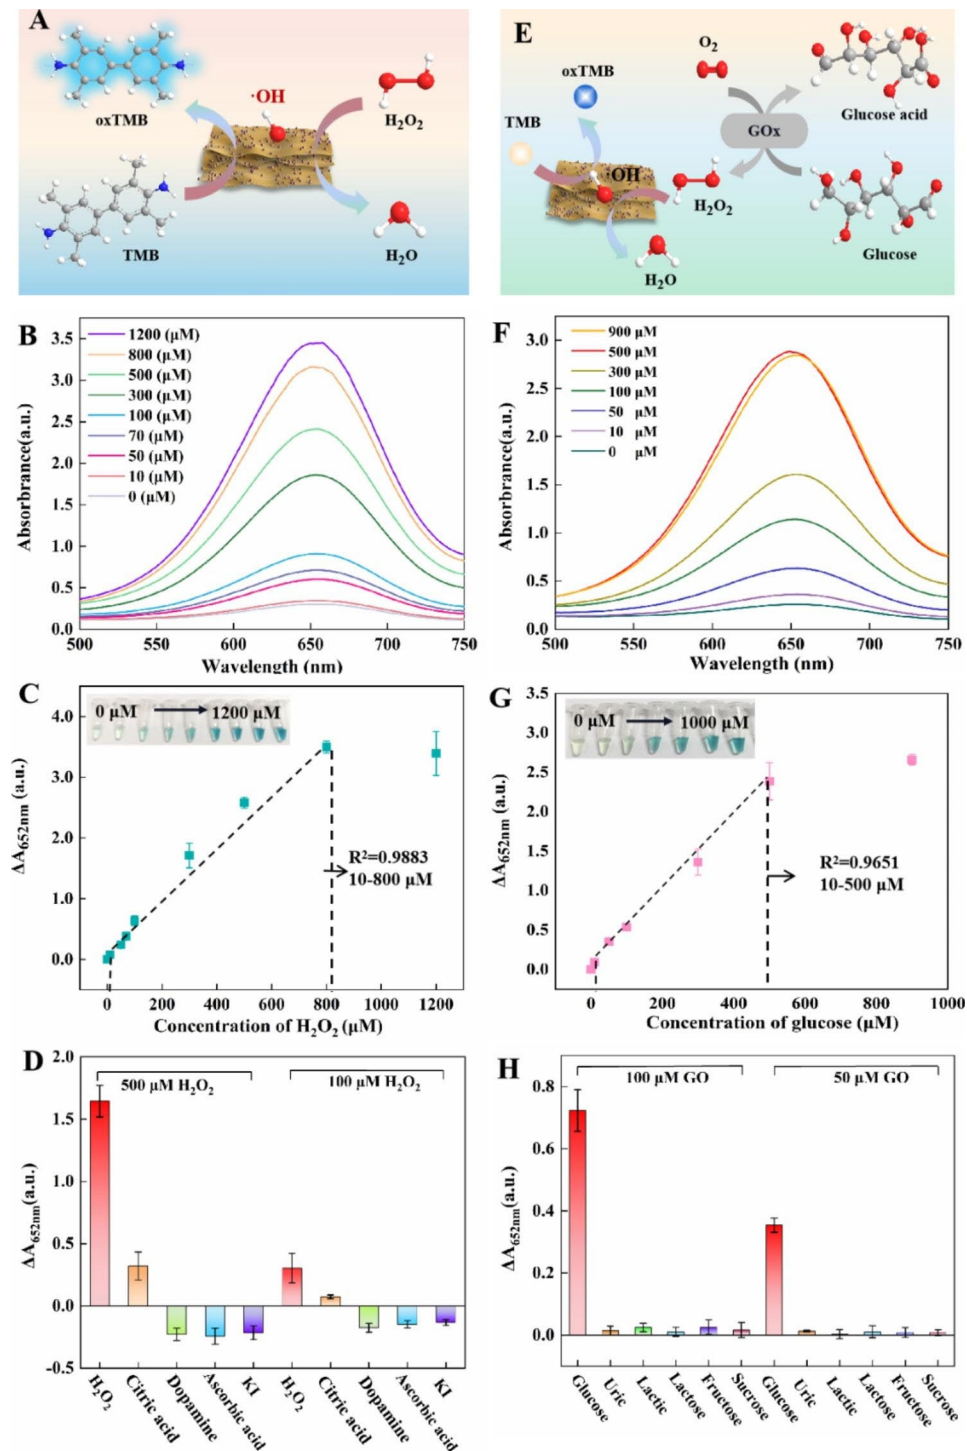 A
oxTMB
·OH
H₂O₂
TMB
H₂O
E
O₂
oxTMB
Glucose acid
TMB
GOx
·OH
H₂O₂
H₂O
Glucose
B
Absorbrance(a.u.)
3.5
3.0
2.5
2.0
1.5
1.0
0.5
0.0
1200 (μM)
800 (μM)
500 (μM)
300 (μM)
100 (μM)
70 (μM)
50 (μM)
10 (μM)
0 (μM)
500 550 600 650 700 750
Wavelength (nm)
F
Absorbrance(a.u.)
3.0
2.5
2.0
1.5
1.0
0.5
0.0
900 μM
500 μM
300 μM
100 μM
50 μM
10 μM
0 μM
500 550 600 650 700 750
Wavelength (nm)
C
ΔA₆₅₂ₙₘ (a.u.)
4.0
3.0
2.0
1.0
0.0
0 μM 1200 μM
R²=0.9883
10-800 μM
0 200 400 600 800 1000 1200
Concentration of H₂O₂ (μM)
G
ΔA₆₅₂ₙₘ (a.u.)
3.5
3.0
2.5
2.0
1.5
1.0
0.5
0.0
0 μM 1000 μM
R²=0.9651
10-500 μM
0 200 400 600 800 1000
Concentration of glucose (μM)
D
ΔA₆₅₂ₙₘ(a.u.)
2.0
1.5
1.0
0.5
0.0
-0.5
500 μM H₂O₂
100 μM H₂O₂
H₂O₂ Citric acid Dopamine Ascorbic acid KI H₂O₂ Citric acid Dopamine Ascorbic acid KI
H
ΔA₆₅₂ₙₘ(a.u.)
0.8
0.6
0.4
0.2
0.0
100 μM GO
50 μM GO
Glucose Uric Lactic Lactose Fructose Sucrose Glucose Uric Lactic Lactose Fructose Sucrose